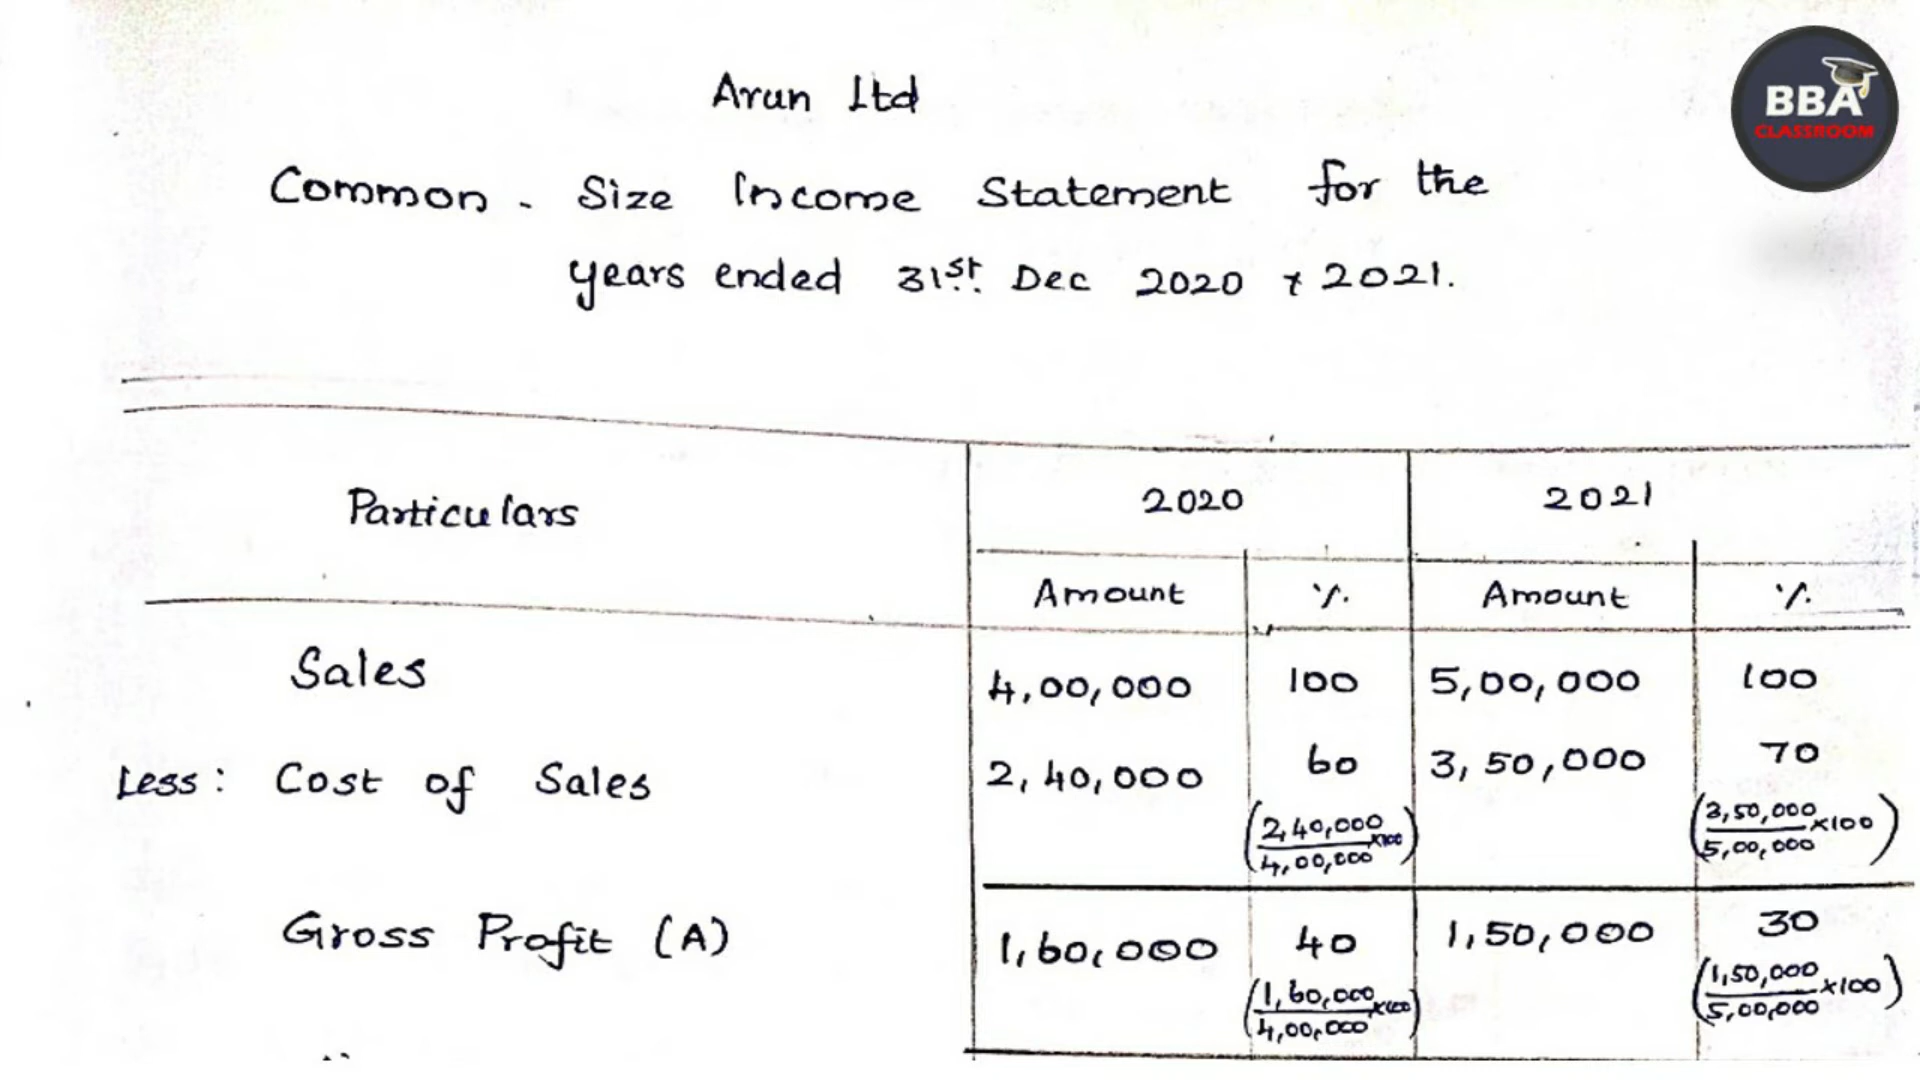 Arun Ltd
BBA
CLASSROOM
Common - Size Income Statement for the
years ended 31st Dec 2020 & 2021.
Particulars 2020 2021
Amount % Amount %
Sales 4,00,000 100 5,00,000 100
Less: Cost of Sales 2,40,000 60 3,50,000 70
(2,40,000/4,00,000 x100) (3,50,000/5,00,000 x100)
Gross Profit (A) 1,60,000 40 1,50,000 30
(1,60,000/4,00,000 x100) (1,50,000/5,00,000 x100)